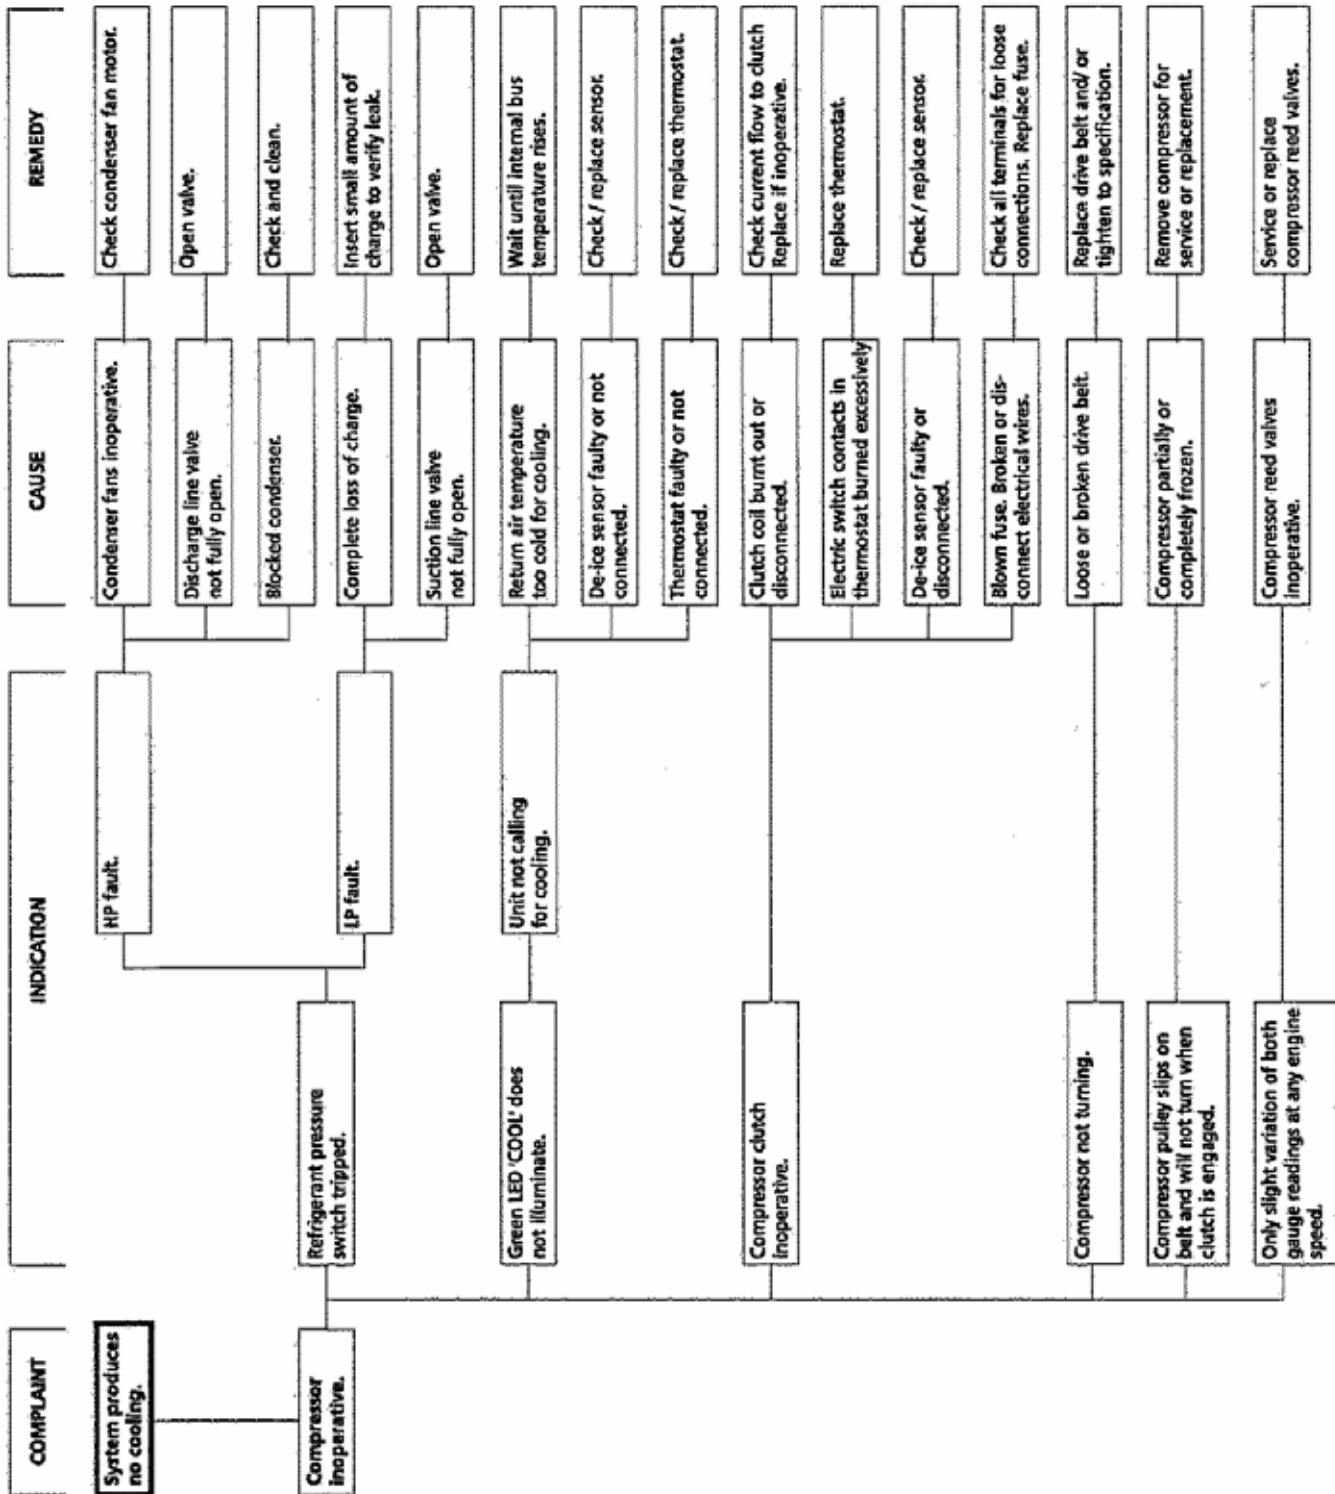 COMPLAINT
INDICATION
CAUSE
REMEDY
System produces
no cooling.
Compressor
inoperative.
Refrigerant pressure
switch tripped.
HP fault.
Condenser fans inoperative.
Check condenser fan motor.
Discharge line valve
not fully open.
Open valve.
Blocked condenser.
Check and clean.
LP fault.
Complete loss of charge.
Insert small amount of
charge to verify leak.
Suction line valve
not fully open.
Open valve.
Green LED 'COOL' does
not illuminate.
Unit not calling
for cooling.
Return air temperature
too cold for cooling.
Wait until internal bus
temperature rises.
De-ice sensor faulty or not
connected.
Check / replace sensor.
Thermostat faulty or not
connected.
Check / replace thermostat.
Compressor clutch
inoperative.
Clutch coil burnt out or
disconnected.
Check current flow to clutch
Replace if inoperative.
Electric switch contacts in
thermostat burned excessively
Replace thermostat.
De-ice sensor faulty or
disconnected.
Check / replace sensor.
Blown fuse. Broken or dis-
connect electrical wires.
Check all terminals for loose
connections. Replace fuse.
Compressor not turning.
Loose or broken drive belt.
Replace drive belt and/ or
tighten to specification.
Compressor pulley slips on
belt and will not turn when
clutch is engaged.
Compressor partially or
completely frozen.
Remove compressor for
service or replacement.
Only slight variation of both
gauge readings at any engine
speed.
Compressor reed valves
inoperative.
Service or replace
compressor reed valves.